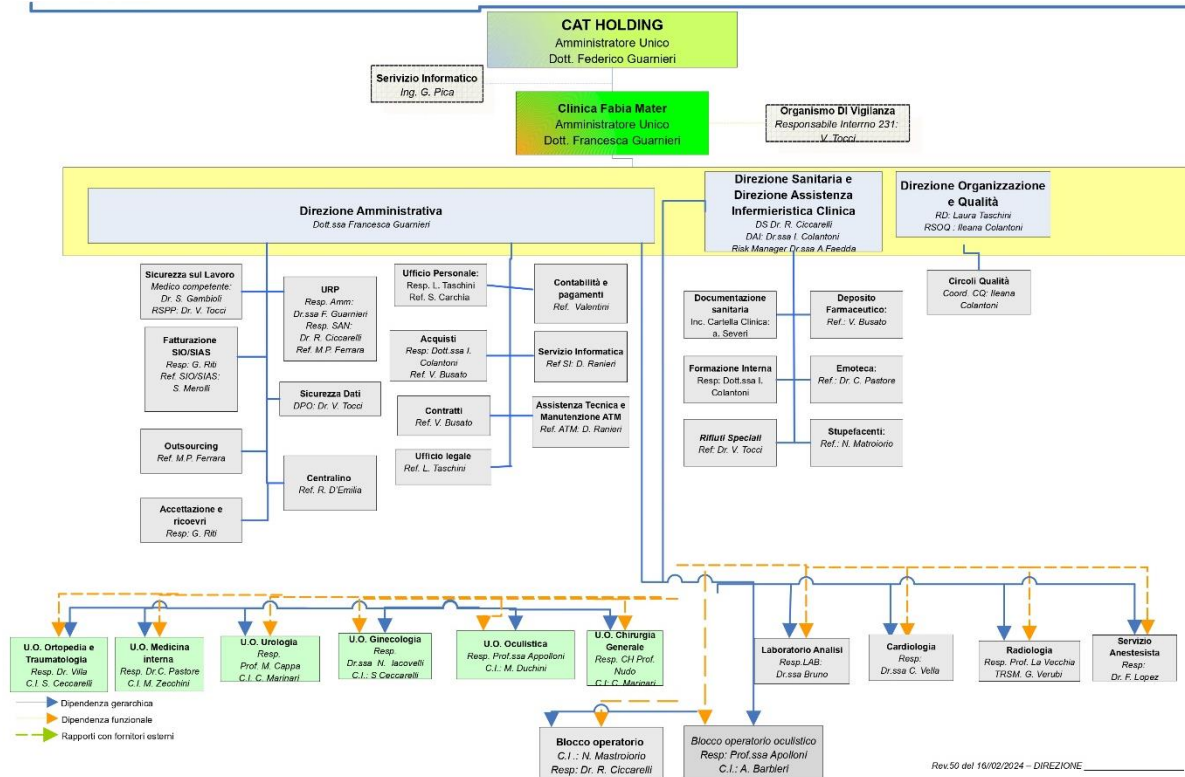 CAT HOLDING
Amministratore Unico
Dott. Federico Guarnieri
Serivizio Informatico
Ing. G. Pica
Clinica Fabia Mater
Amministratore Unico
Dott. Francesca Guarnieri
Organismo DI Vigilanza
Responsabile Interrno 231:
V. Tocci
Direzione Amministrativa
Dott.ssa Francesca Guarnieri
Direzione Sanitaria e
Direzione Assistenza
Infermieristica Clinica
DS Dr. R. Ciccarelli
DAI: Dr.ssa I. Colantoni
Risk Manager Dr.ssa A.Faedda
Direzione Organizzazione
e Qualità
RD: Laura Taschini
RSOQ : Ileana Colantoni
Sicurezza sul Lavoro
Medico competente:
Dr. S. Gambioli
RSPP: Dr. V. Tocci
URP
Resp. Amm:
Dr.ssa F. Guarnieri
Resp. SAN:
Dr. R. Ciccarelli
Ref. M.P. Ferrara
Ufficio Personale:
Resp. L. Taschini
Ref. S. Carchia
Contabilità e
pagamenti
Ref. Valentini
Documentazione
sanitaria
Inc. Cartella Clinica:
a. Severi
Deposito
Farmaceutico:
Ref.: V. Busato
Circoli Qualità
Coord. CQ: Ileana
Colantoni
Fatturazione
SIO/SIAS
Resp: G. Riti
Ref. SIO/SIAS:
S. Merolli
Acquisti
Resp: Dott.ssa I.
Colantoni
Ref. V. Busato
Servizio Informatica
Ref SI: D. Ranieri
Formazione Interna
Resp: Dott.ssa I.
Colantoni
Emoteca:
Ref.: Dr. C. Pastore
Sicurezza Dati
DPO: Dr. V. Tocci
Contratti
Ref. V. Busato
Assistenza Tecnica e
Manutenzione ATM
Ref. ATM: D. Ranieri
Rifiuti Speciali
Ref: Dr. V. Tocci
Stupefacenti:
Ref.: N. Matroiorio
Outsourcing
Ref. M.P. Ferrara
Ufficio legale
Ref. L. Taschini
Centralino
Ref. R. D'Emilia
Accettazione e
ricoevri
Resp: G. Riti
U.O. Ortopedia e
Traumatologia
Resp. Dr. Villa
C.I. S. Ceccarelli
U.O. Medicina
interna
Resp. Dr.C. Pastore
C.I. M. Zecchini
U.O. Urologia
Resp.
Prof. M. Cappa
C.I. C. Marinari
U.O. Ginecologia
Resp.
Dr.ssa N. Iacovelli
C.I.: S Ceccarelli
U.O. Oculistica
Resp. Prof.ssa Appolloni
C.I.: M. Duchini
U.O. Chirurgia
Generale
Resp. CH Prof.
Nudo
C.I. C. Marinari
Laboratorio Analisi
Resp.LAB:
Dr.ssa Bruno
Cardiologia
Resp:
Dr.ssa C. Vella
Radiologia
Resp. Prof. La Vecchia
TRSM. G. Verubi
Servizio
Anestesista
Resp:
Dr. F. Lopez
Dipendenza gerarchica
Dipendenza funzionale
Rapporti con fornitori esterni
Blocco operatorio
C.I .: N. Mastroiorio
Resp: Dr. R. Ciccarelli
Blocco operatorio oculistico
Resp: Prof.ssa Apolloni
C.I.: A. Barbieri
Rev.50 del 16//02/2024 – DIREZIONE